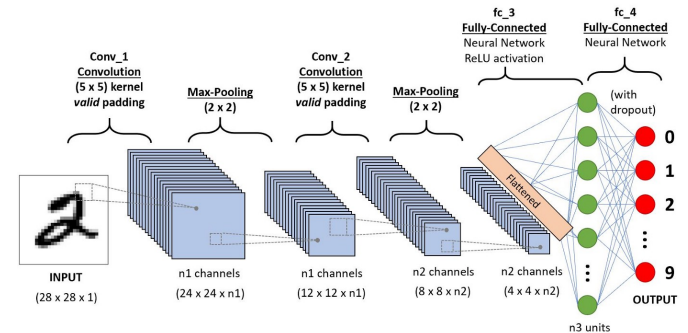 Conv_1
Convolution
(5 x 5) kernel
valid padding
Max-Pooling
(2 x 2)
Conv_2
Convolution
(5 x 5) kernel
valid padding
Max-Pooling
(2 x 2)
fc_3
Fully-Connected
Neural Network
ReLU activation
fc_4
Fully-Connected
Neural Network
(with
dropout)
2
INPUT
(28 x 28 x 1)
n1 channels
(24 x 24 x n1)
n1 channels
(12 x 12 x n1)
n2 channels
(8 x 8 x n2)
n2 channels
(4 x 4 x n2)
Flattened
n3 units
0
1
2
9
OUTPUT